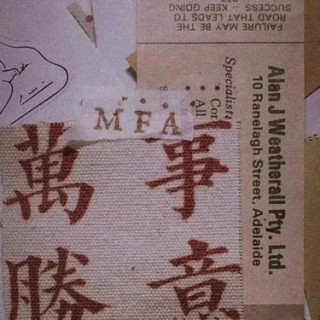 FAILURE MAY BE THE
ROAD THAT LEADS TO
SUCCESS – KEEP GOING
Alan J Weatherall Pty. Ltd.
10 Ranelagh Street, Adelaide
Specialists
All
MFA
萬事
勝意